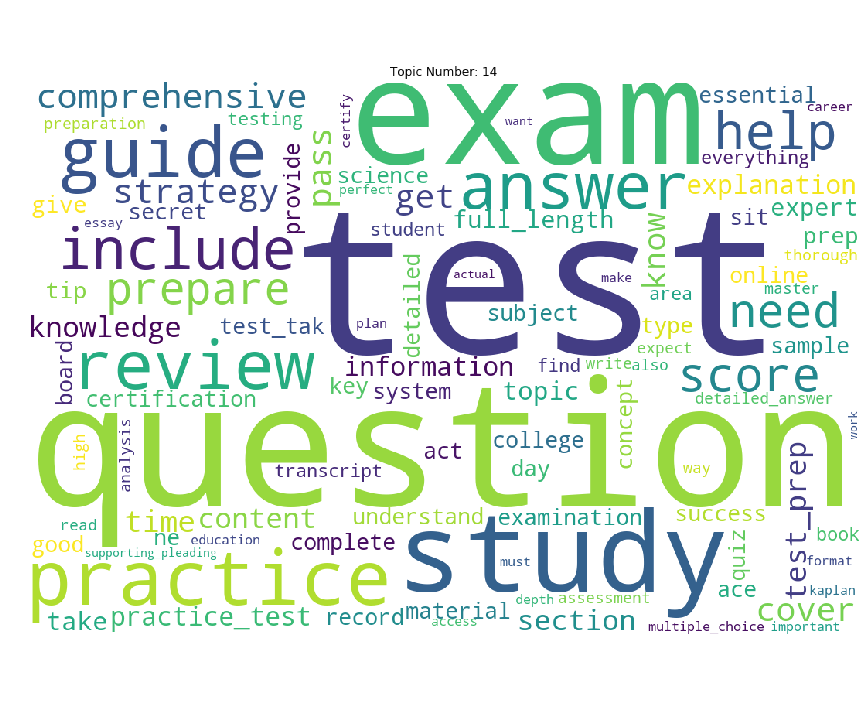 Topic Number: 14
comprehensive
exam
essential
career
preparation
testing
certify
want
help
guide
provide
pass
everything
strategy
science
perfect
get
answer
explanation
give
secret
essay
student
full_length
know
sit
expert
include
test
prep
thorough
tip
prepare
detailed
actual
make
online
area
master
subject
need
knowledge
test_tak
plan
type
sample
board
review
information
find
write
also
expect
score
certification
key
system
topic
concept
detailed_answer
question
high
analysis
transcript
act
college
day
way
work
test_prep
time
content
understand
examination
success
read
ne
education
complete
study
quiz
book
good
supporting
pleading
must
format
practice
depth
assessment
ace
kaplan
take
practice_test
record
material
access
section
multiple_choice
cover
important